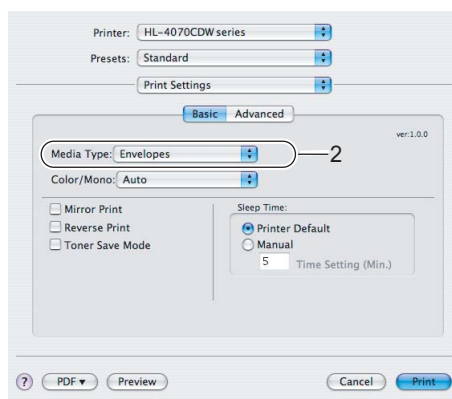 Printer: HL-4070CDW series
Presets: Standard
Print Settings
Basic Advanced
ver:1.0.0
Media Type: Envelopes 2
Color/Mono: Auto
Mirror Print
Reverse Print
Toner Save Mode
Sleep Time:
Printer Default
Manual
5 Time Setting (Min.)
? PDF▼ Preview Cancel Print